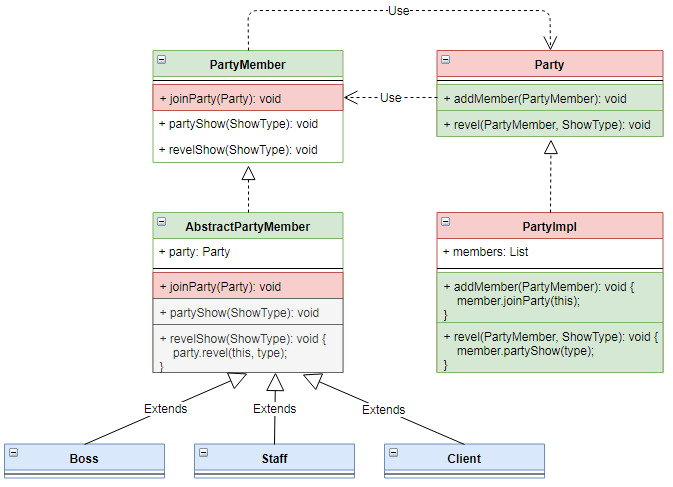 Use
PartyMember
+ joinParty(Party): void
+ partyShow(ShowType): void
+ revelShow(ShowType): void
Use
Party
+ addMember(PartyMember): void
+ revel(PartyMember, ShowType): void
AbstractPartyMember
+ party: Party
+ joinParty(Party): void
+ partyShow(ShowType): void
+ revelShow(ShowType): void {
party.revel(this, type);
}
PartyImpl
+ members: List
+ addMember(PartyMember): void {
member.joinParty(this);
}
+ revel(PartyMember, ShowType): void {
member.partyShow(type);
}
Extends
Extends
Extends
Boss
Staff
Client